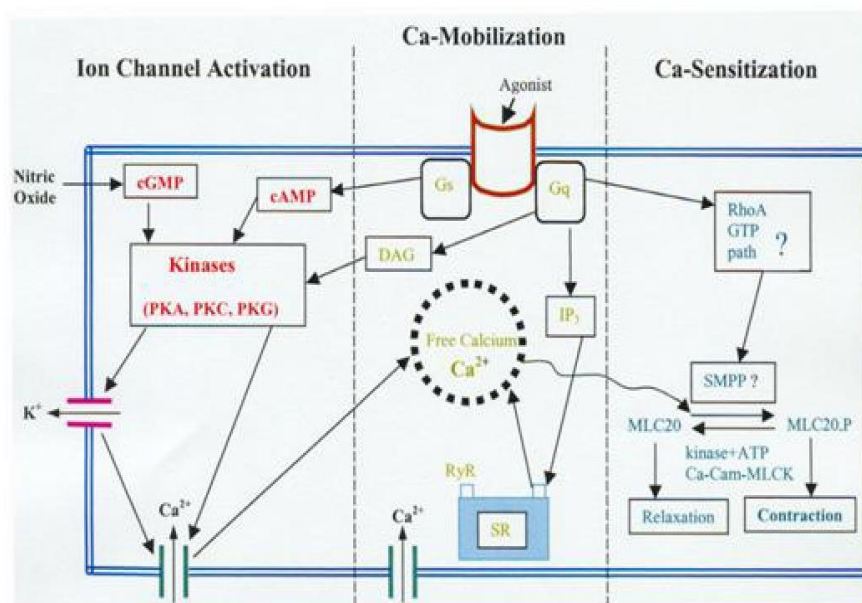 Ca-Mobilization
Ion Channel Activation
Ca-Sensitization
Agonist
Nitric
Oxide
cGMP
cAMP
Gs
Gq
RhoA
GTP
path ?
DAG
Kinases
(PKA, PKC, PKG)
IP3
Free Calcium
Ca2+
SMPP ?
K+
MLC20
MLC20.P
kinase+ATP
Ca-Cam-MLCK
RyR
Ca2+
Ca2+
SR
Relaxation
Contraction